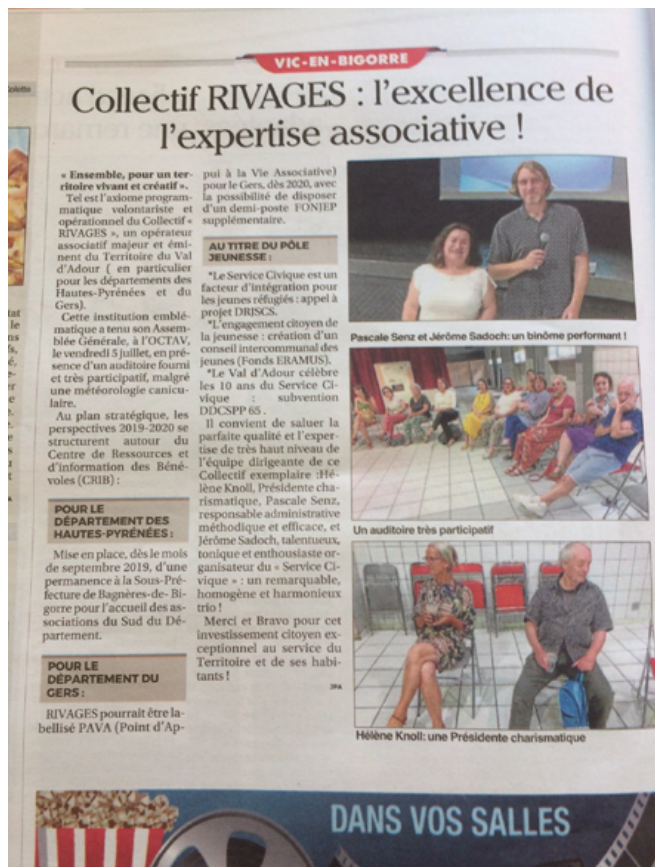 VIC-EN-BIGORRE
Collectif RIVAGES : l'excellence de
l'expertise associative !
« Ensemble, pour un ter-
ritoire vivant et créatif ».
Tel est l'axiome program-
matique volontariste et
opérationnel du Collectif «
RIVAGES », un opérateur
associatif majeur et émi-
nent du Territoire du Val
d'Adour ( en particulier
pour les départements des
Hautes-Pyrénées et du
Gers).
Cette institution emblé-
matique a tenu son Assem-
blée Générale, à l'OCTAV,
le vendredi 5 juillet, en pré-
sence d'un auditoire fourni
et très participatif, malgré
une météorologie canicu-
laire.
Au plan stratégique, les
perspectives 2019-2020 se
structurent autour du
Centre de Ressources et
d'information des Béné-
voles (CRIB) :
POUR LE
DÉPARTEMENT DES
HAUTES-PYRÉNÉES :
Mise en place, dès le mois
de septembre 2019, d'une
permanence à la Sous-Pré-
fecture de Bagnères-de- Bi-
gorre pour l'accueil des as-
sociations du Sud du Dé-
partement.
POUR LE
DÉPARTEMENT DU
GERS :
RIVAGES pourrait être la-
bellisé PAVA (Point d'Ap-
pui à la Vie Associative)
pour le Gers, dès 2020, avec
la possibilité de disposer
d'un demi-poste FONJEP
supplémentaire.
AU TITRE DU PÔLE
JEUNESSE :
*Le Service Civique est un
facteur d'intégration pour
les jeunes réfugiés : appel à
projet DRJSCS.
*L'engagement citoyen de
la jeunesse : création d'un
conseil intercommunal des
jeunes (Fonds ERAMUS).
*Le Val d'Adour célèbre
les 10 ans du Service Ci-
vique : subvention
DDCSPP 65 .
Il convient de saluer la
parfaite qualité et l'exper-
tise de très haut niveau de
l'équipe dirigeante de ce
Collectif exemplaire :Hé-
lène Knoll, Présidente cha-
rismatique, Pascale Senz,
responsable administrative
méthodique et efficace, et
Jérôme Sadoch, talentueux,
tonique et enthousiaste or-
ganisateur du « Service Ci-
vique » : un remarquable,
homogène et harmonieux
trio !
Merci et Bravo pour cet
investissement citoyen ex-
ceptionnel au service du
Territoire et de ses habi-
tants !
JPA
Pascale Senz et Jérôme Sadoch: un binôme performant !
Un auditoire très participatif
Hélène Knoll: une Présidente charismatique
DANS VOS SALLES